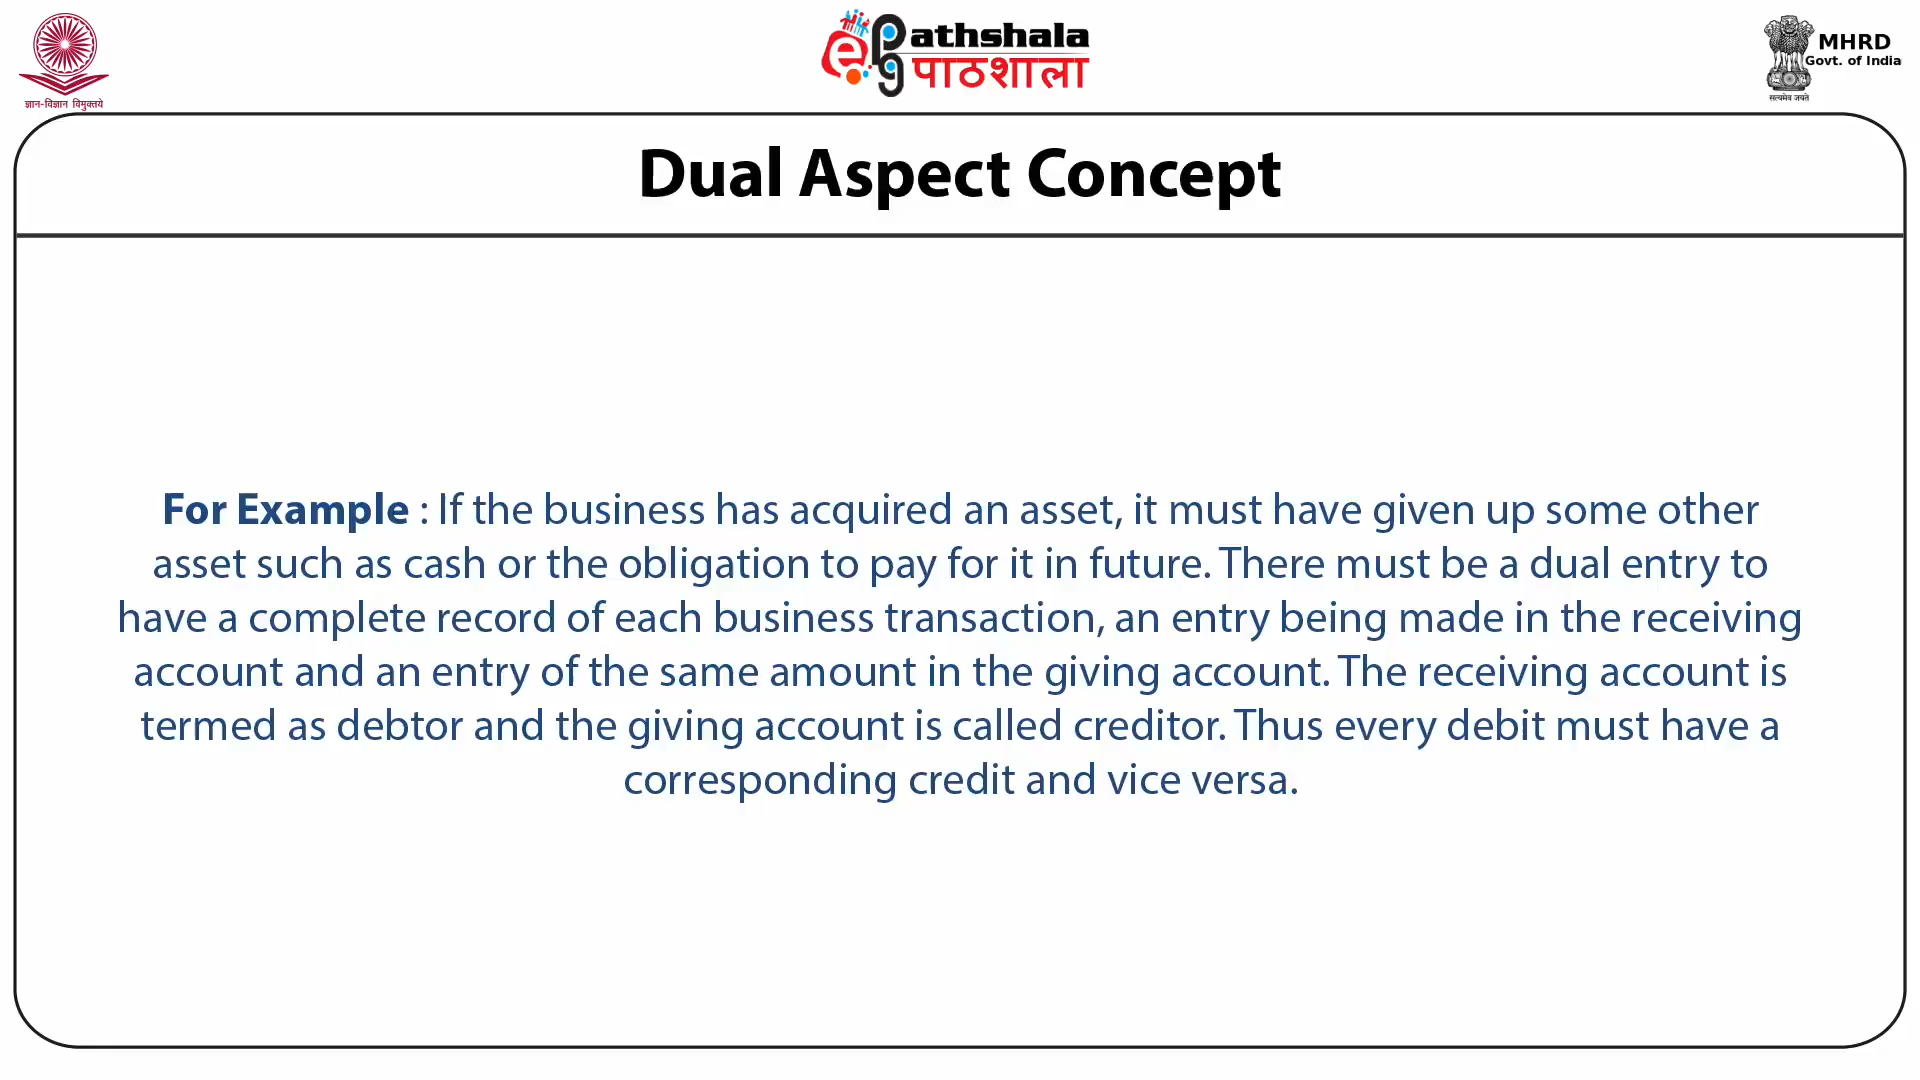 ज्ञान-विज्ञान विमुक्तये
e Pathshala
पाठशाला
MHRD
Govt. of India
सत्यमेव जयते
Dual Aspect Concept
For Example : If the business has acquired an asset, it must have given up some other
asset such as cash or the obligation to pay for it in future. There must be a dual entry to
have a complete record of each business transaction, an entry being made in the receiving
account and an entry of the same amount in the giving account. The receiving account is
termed as debtor and the giving account is called creditor. Thus every debit must have a
corresponding credit and vice versa.